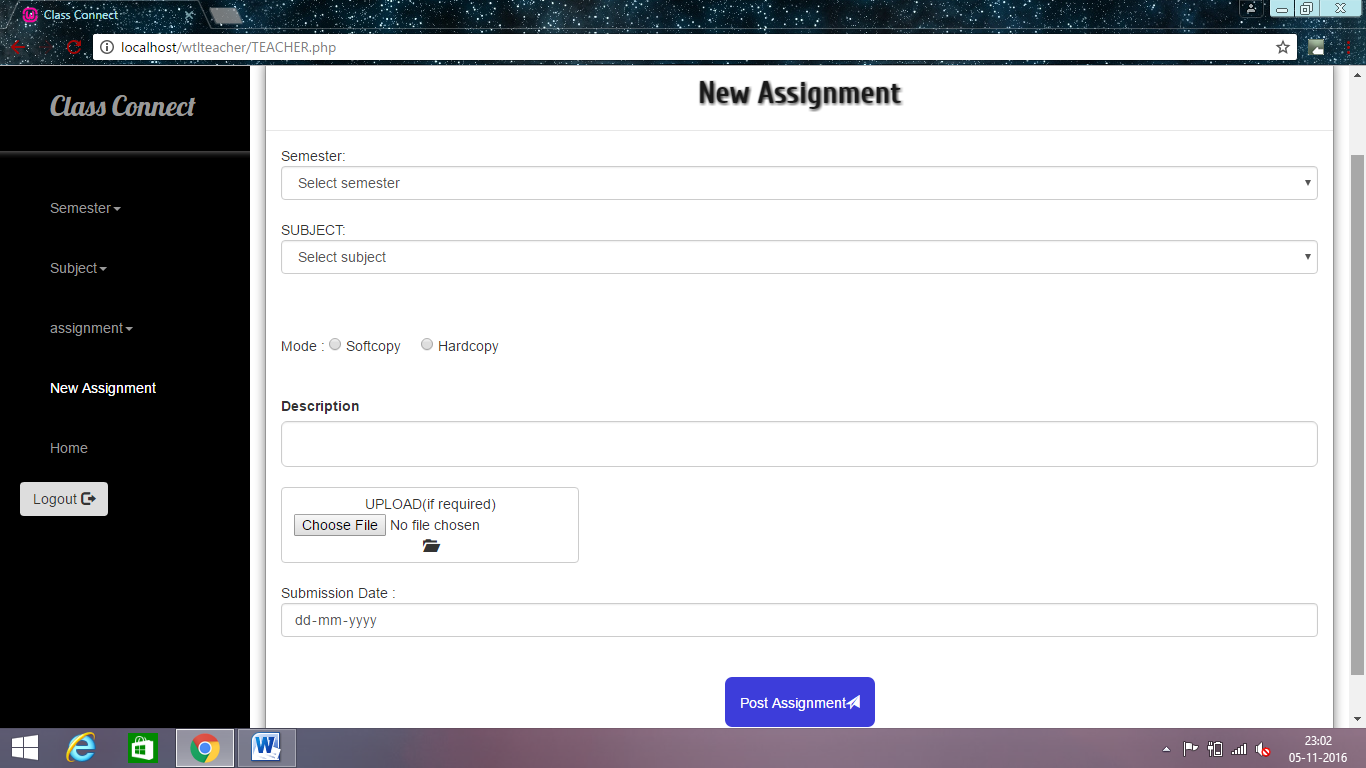 Class Connect
localhost/wtlteacher/TEACHER.php
Class Connect
Semester
Subject
assignment
New Assignment
Home
Logout
New Assignment
Semester:
Select semester
SUBJECT:
Select subject
Mode : Softcopy Hardcopy
Description
UPLOAD(if required)
Choose File No file chosen
Submission Date :
dd-mm-yyyy
Post Assignment
23:02
05-11-2016